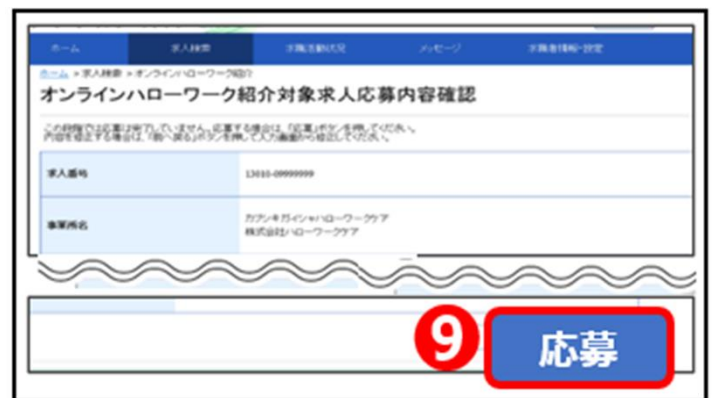 ホーム 求人検索 求職活動状況 メッセージ 求職者情報・設定
ホーム > 求人検索 > オンラインハローワーク紹介
オンラインハローワーク紹介対象求人応募内容確認
この段階では応募は完了していません。応募する場合は、「応募」ボタンを押してください。
内容を修正する場合は、「前へ戻る」ボタンを押して入力画面から修正してください。
求人番号 13010-09999999
事業所名 カブシキガイシャハローワークケア
株式会社ハローワークケア
9 応募